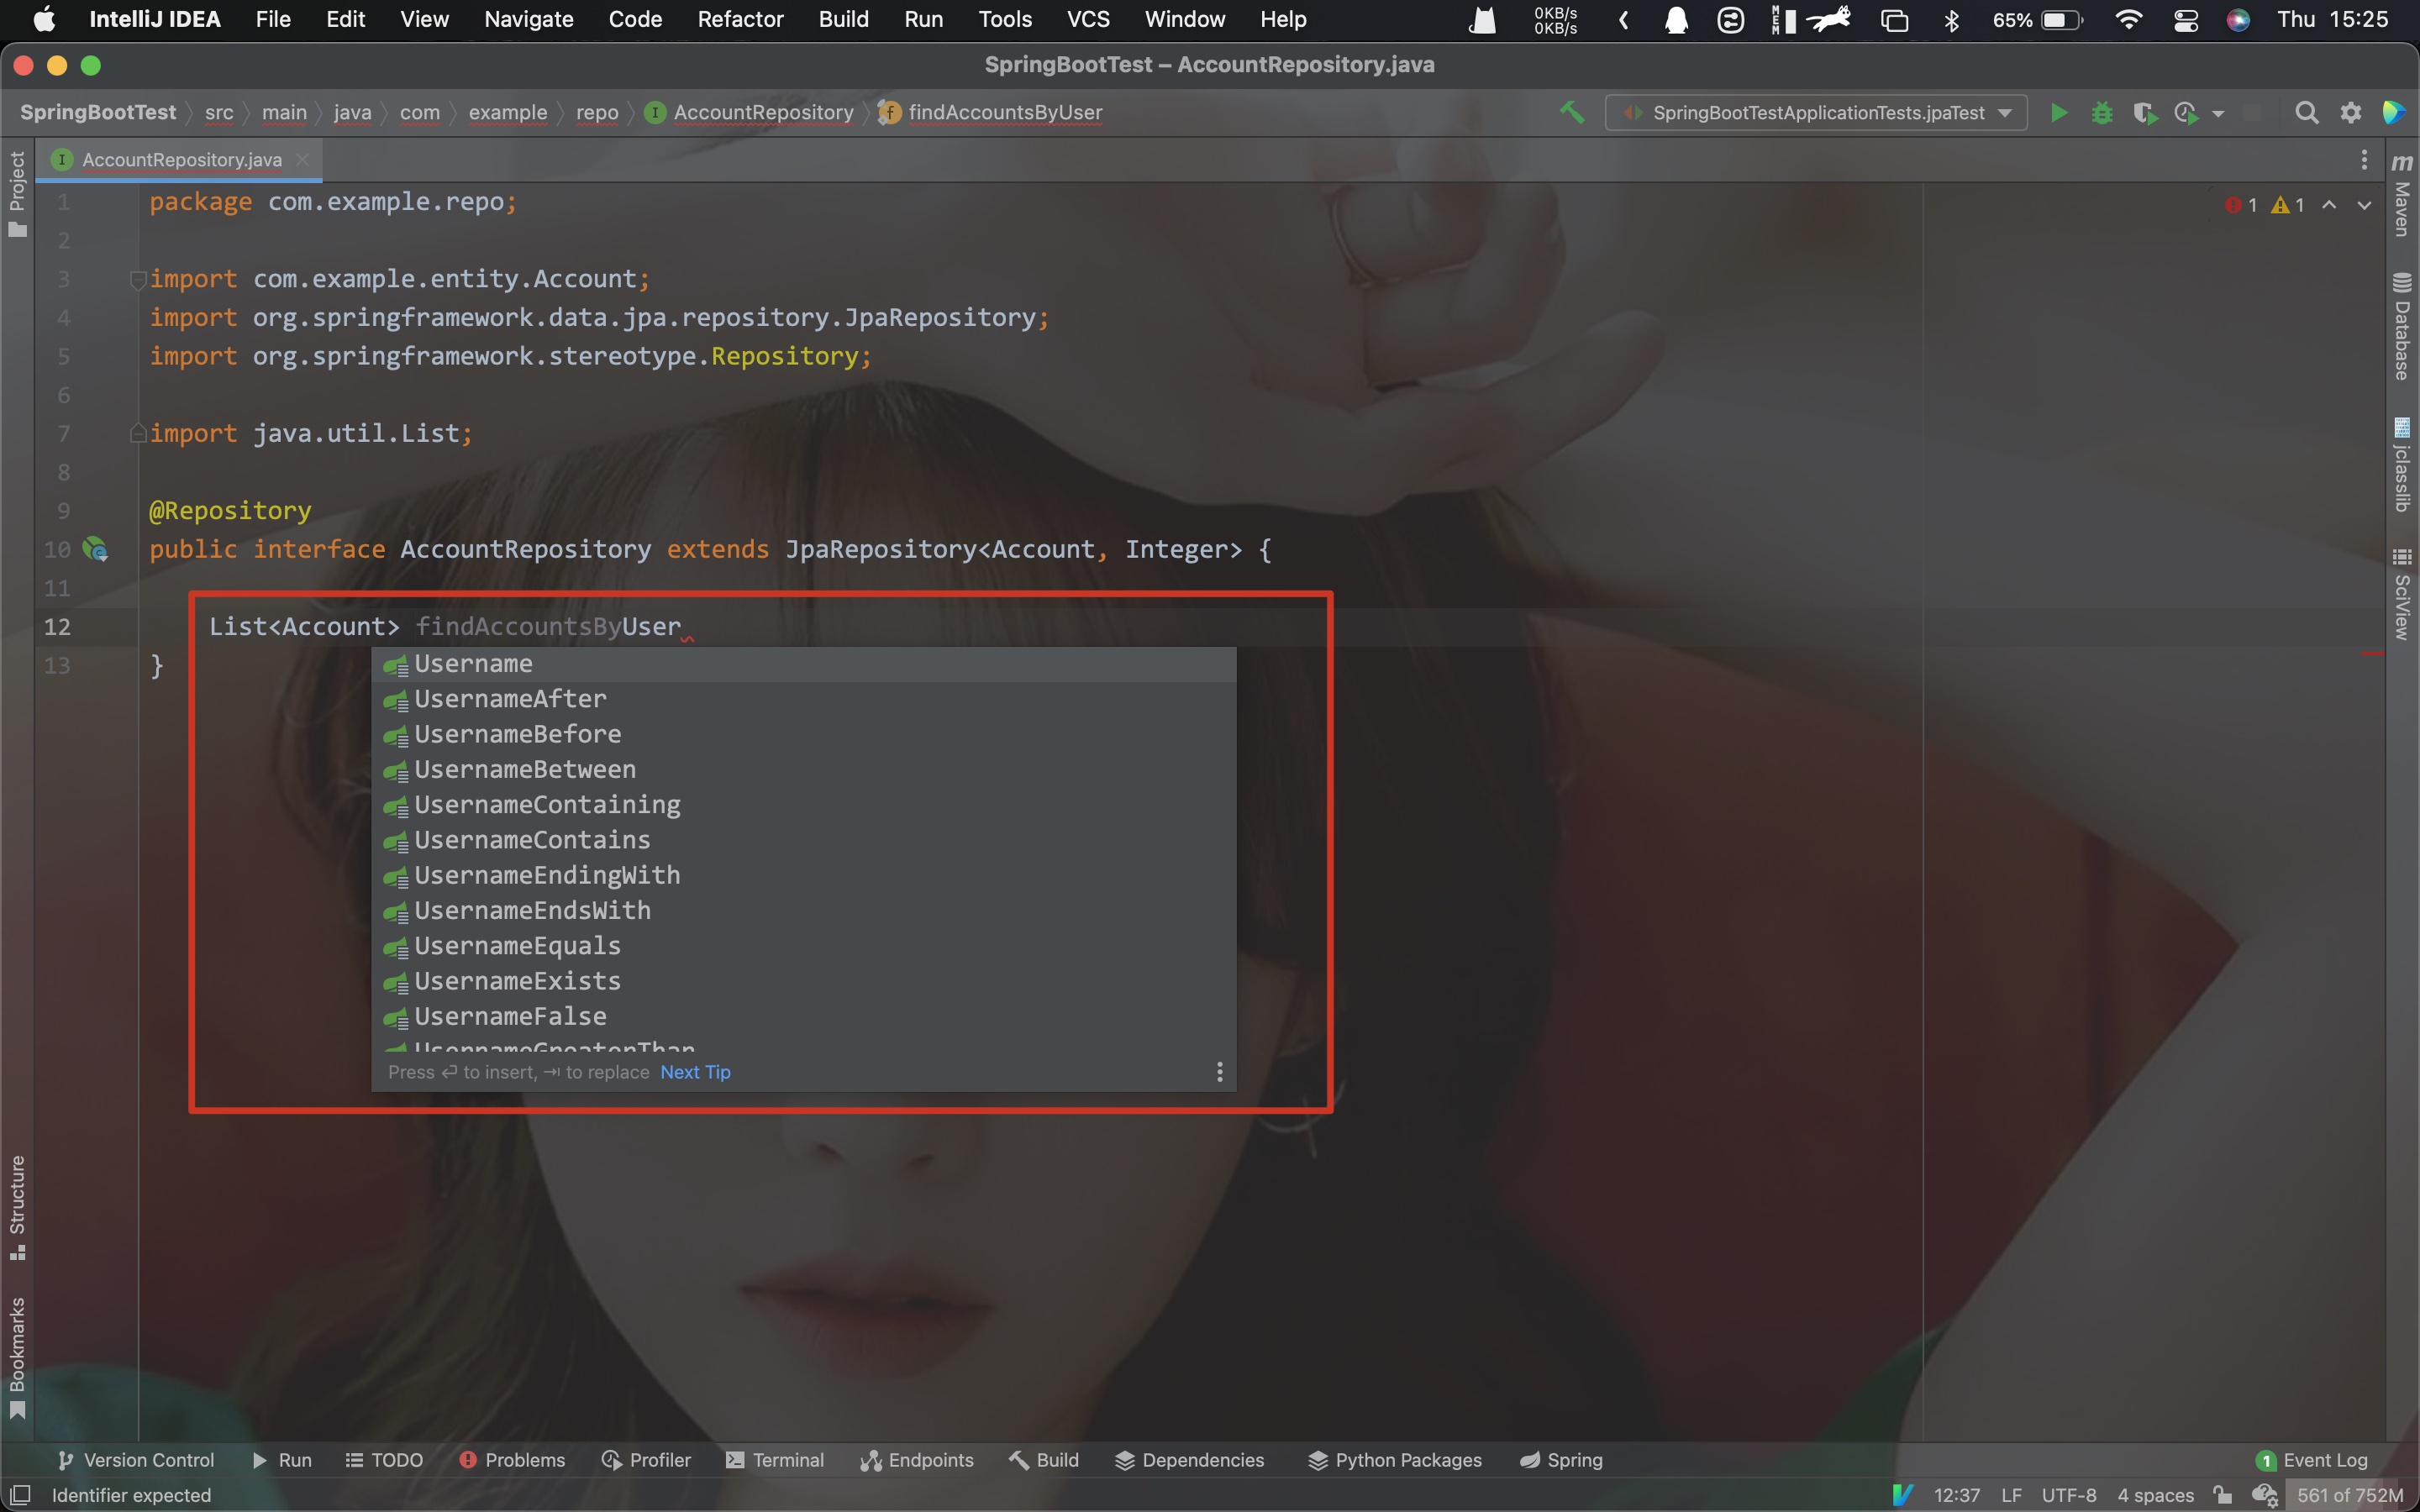 IntelliJ IDEA File Edit View Navigate Code Refactor Build Run Tools VCS Window Help 0KB/s 0KB/s MEM 65% Thu 15:25
SpringBootTest – AccountRepository.java
SpringBootTest src main java com example repo AccountRepository findAccountsByUser SpringBootTestApplicationTests.jpaTest
AccountRepository.java
1 package com.example.repo;
2
3 import com.example.entity.Account;
4 import org.springframework.data.jpa.repository.JpaRepository;
5 import org.springframework.stereotype.Repository;
6
7 import java.util.List;
8
9 @Repository
10 public interface AccountRepository extends JpaRepository<Account, Integer> {
11
12 List<Account> findAccountsByUser
13 }
1 1
Username
UsernameAfter
UsernameBefore
UsernameBetween
UsernameContaining
UsernameContains
UsernameEndingWith
UsernameEndsWith
UsernameEquals
UsernameExists
UsernameFalse
UsernameGreaterThan
Press ↩ to insert, ⇥ to replace Next Tip
Project
Structure
Bookmarks
Maven
Database
jclasslib
SciView
Version Control Run TODO Problems Profiler Terminal Endpoints Build Dependencies Python Packages Spring 1 Event Log
Identifier expected 12:37 LF UTF-8 4 spaces 561 of 752M